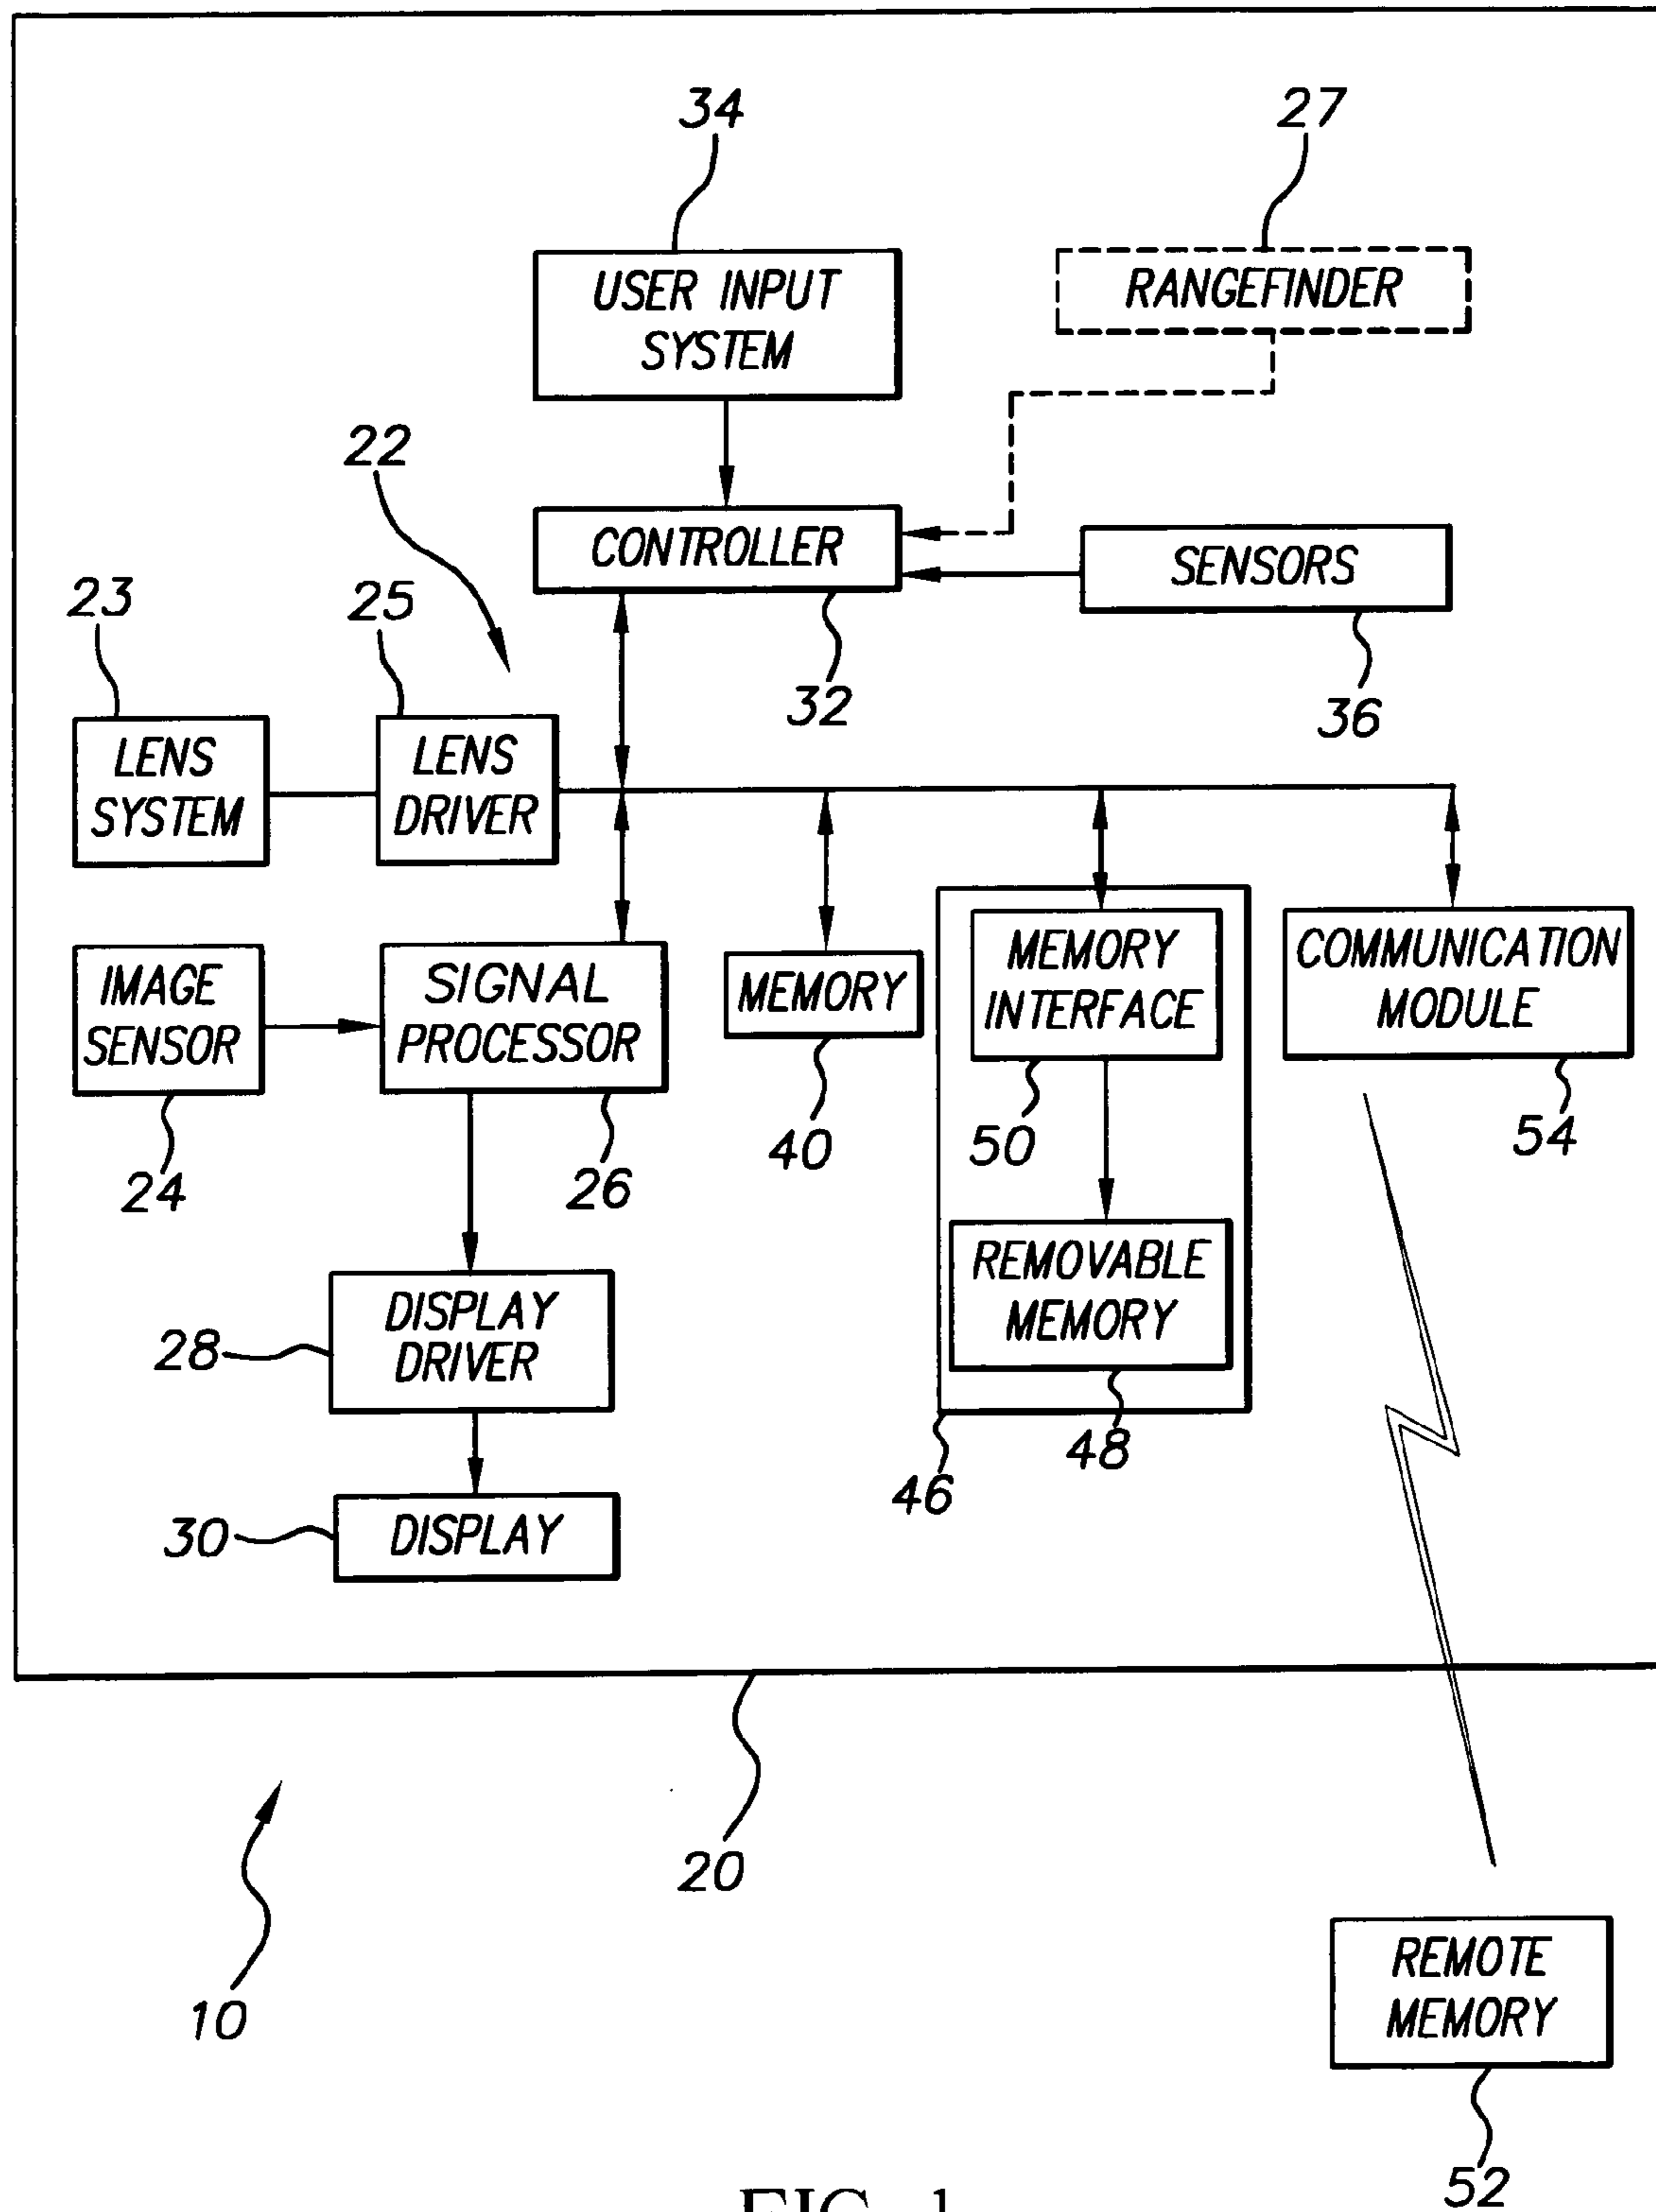 34
27
USER INPUT
SYSTEM
RANGEFINDER
22
CONTROLLER
SENSORS
23
25
32
36
LENS
SYSTEM
LENS
DRIVER
IMAGE
SENSOR
SIGNAL
PROCESSOR
MEMORY
MEMORY
INTERFACE
COMMUNICATION
MODULE
24
26
40
50
54
28
DISPLAY
DRIVER
REMOVABLE
MEMORY
48
46
30
DISPLAY
20
10
REMOTE
MEMORY
52
FIG. 1